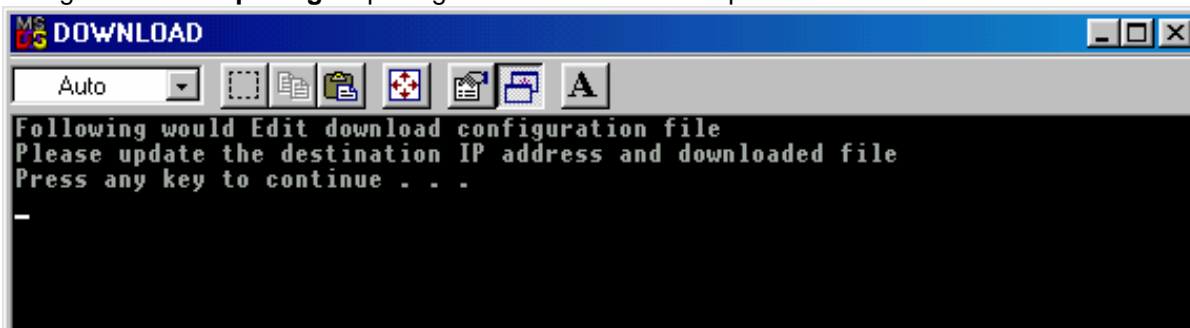 DOWNLOAD
Auto
A
Following would Edit download configuration file
Please update the destination IP address and downloaded file
Press any key to continue . . .